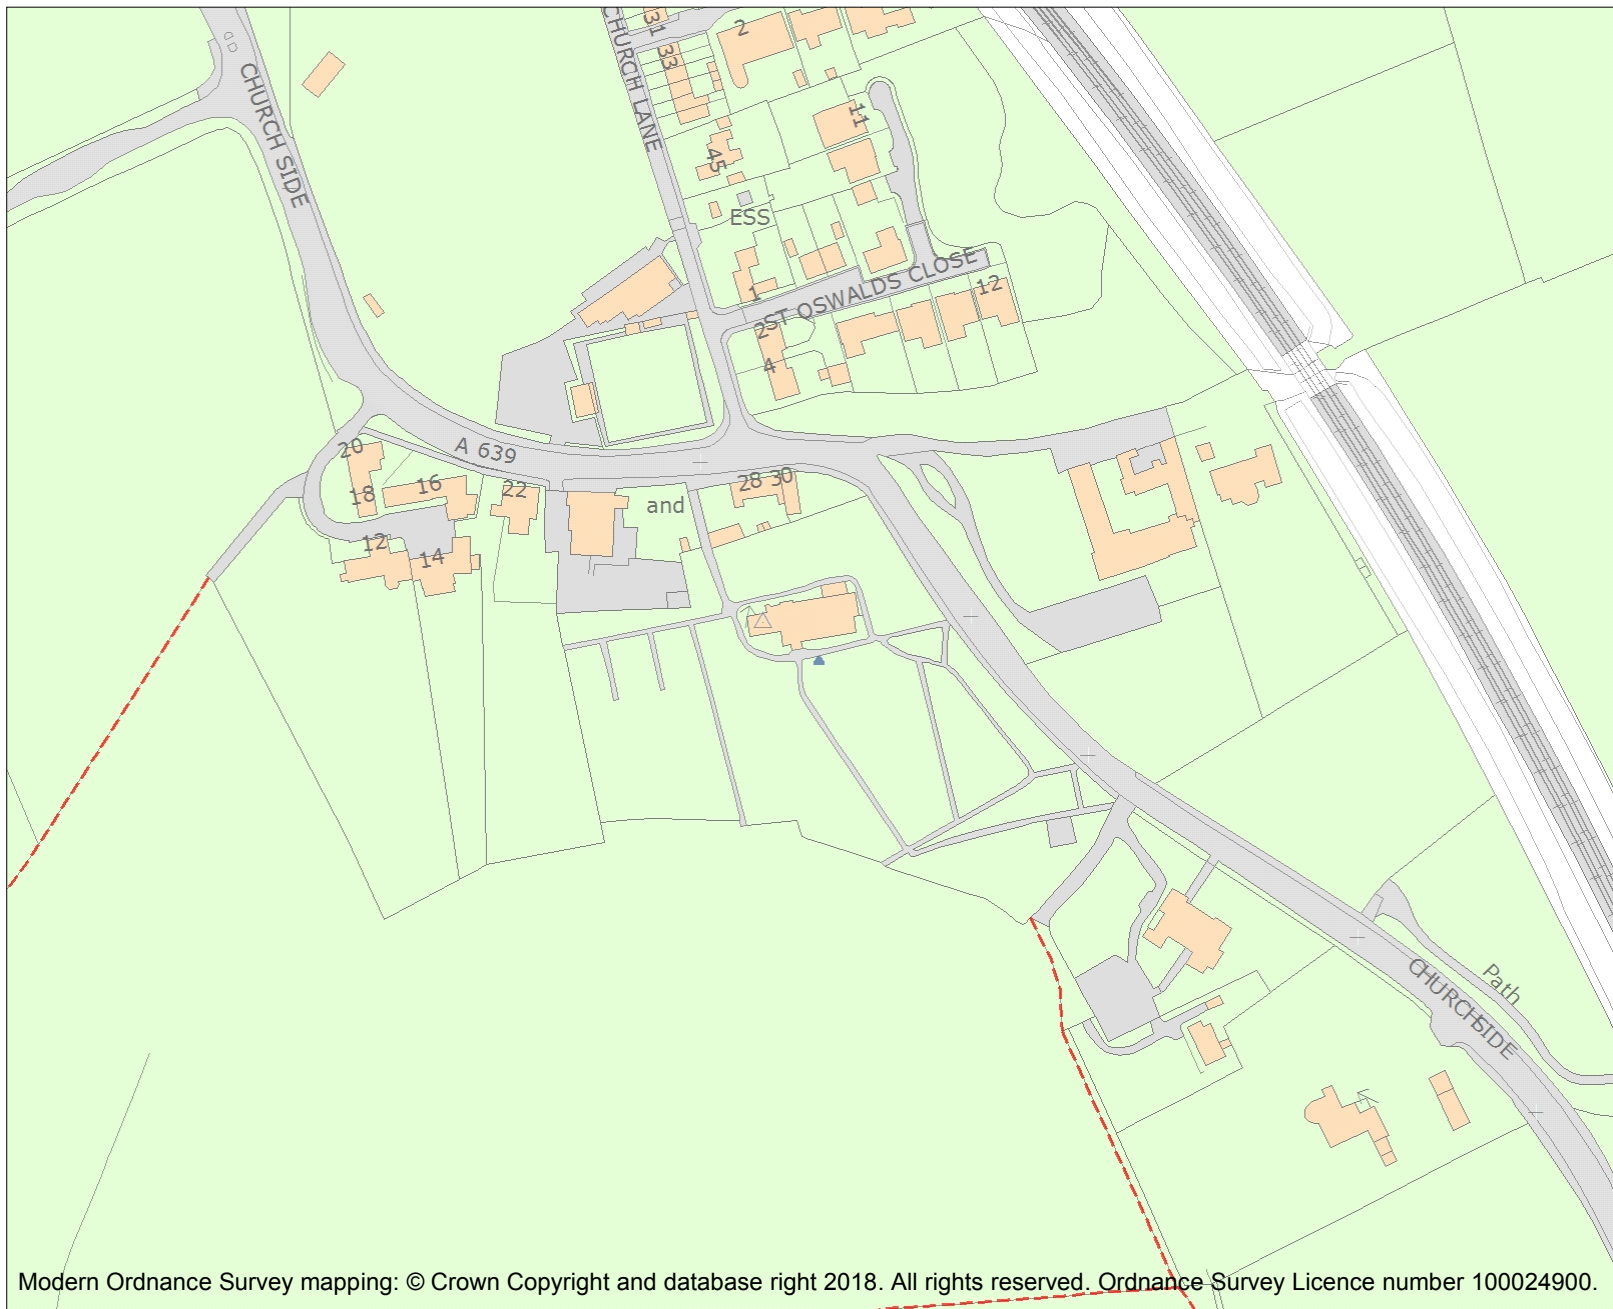 CHURCH SIDE
CHURCH LANE
31
33
2
11
45
ESS
1
ST OSWALDS CLOSE
12
2
4
A 639
20
18
16
22
and
28 30
12
14
Path
CHURCHSIDE
Modern Ordnance Survey mapping: © Crown Copyright and database right 2018. All rights reserved. Ordnance Survey Licence number 100024900.